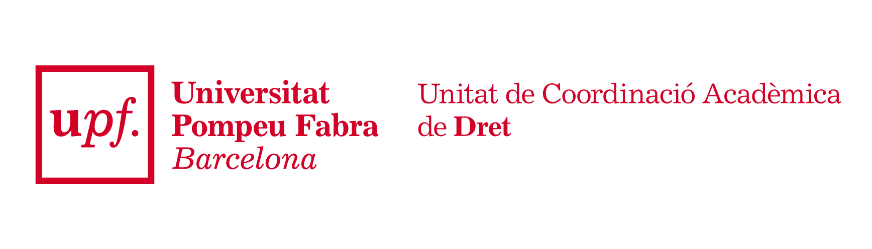 upf.
Universitat
Pompeu Fabra
Barcelona
Unitat de Coordinació Acadèmica
de Dret